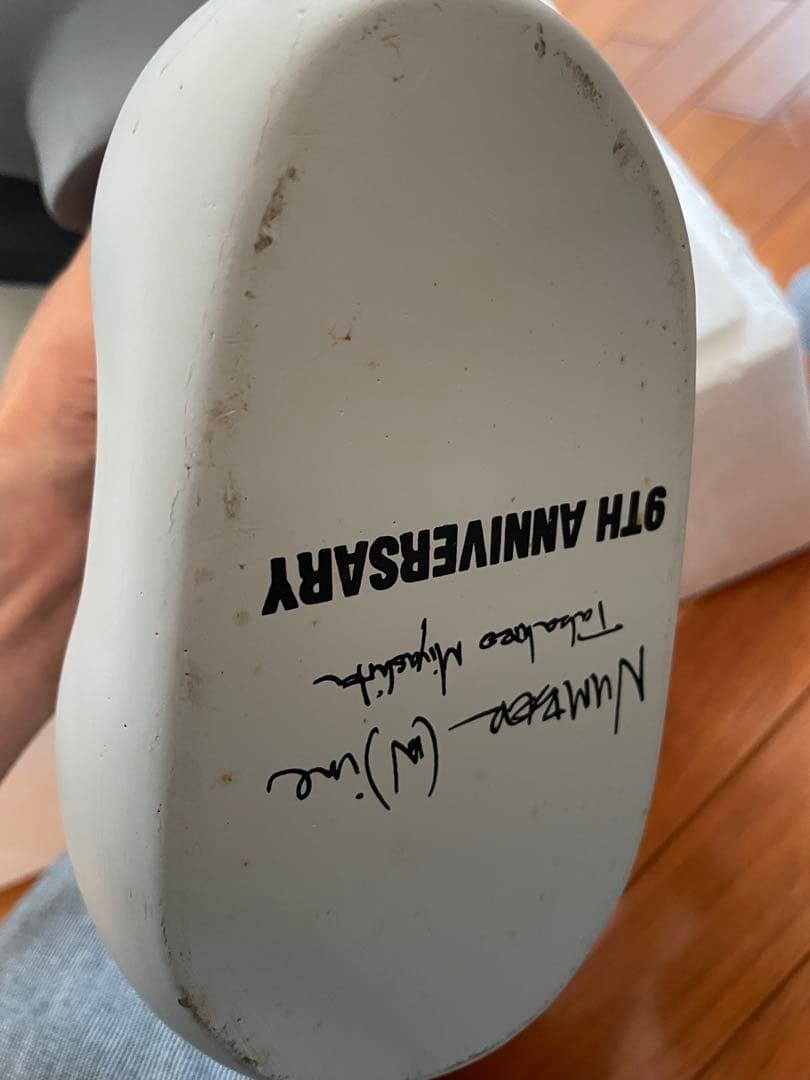 NUMBER (N)ine
Takahiro Miyashita
9TH ANNIVERSARY